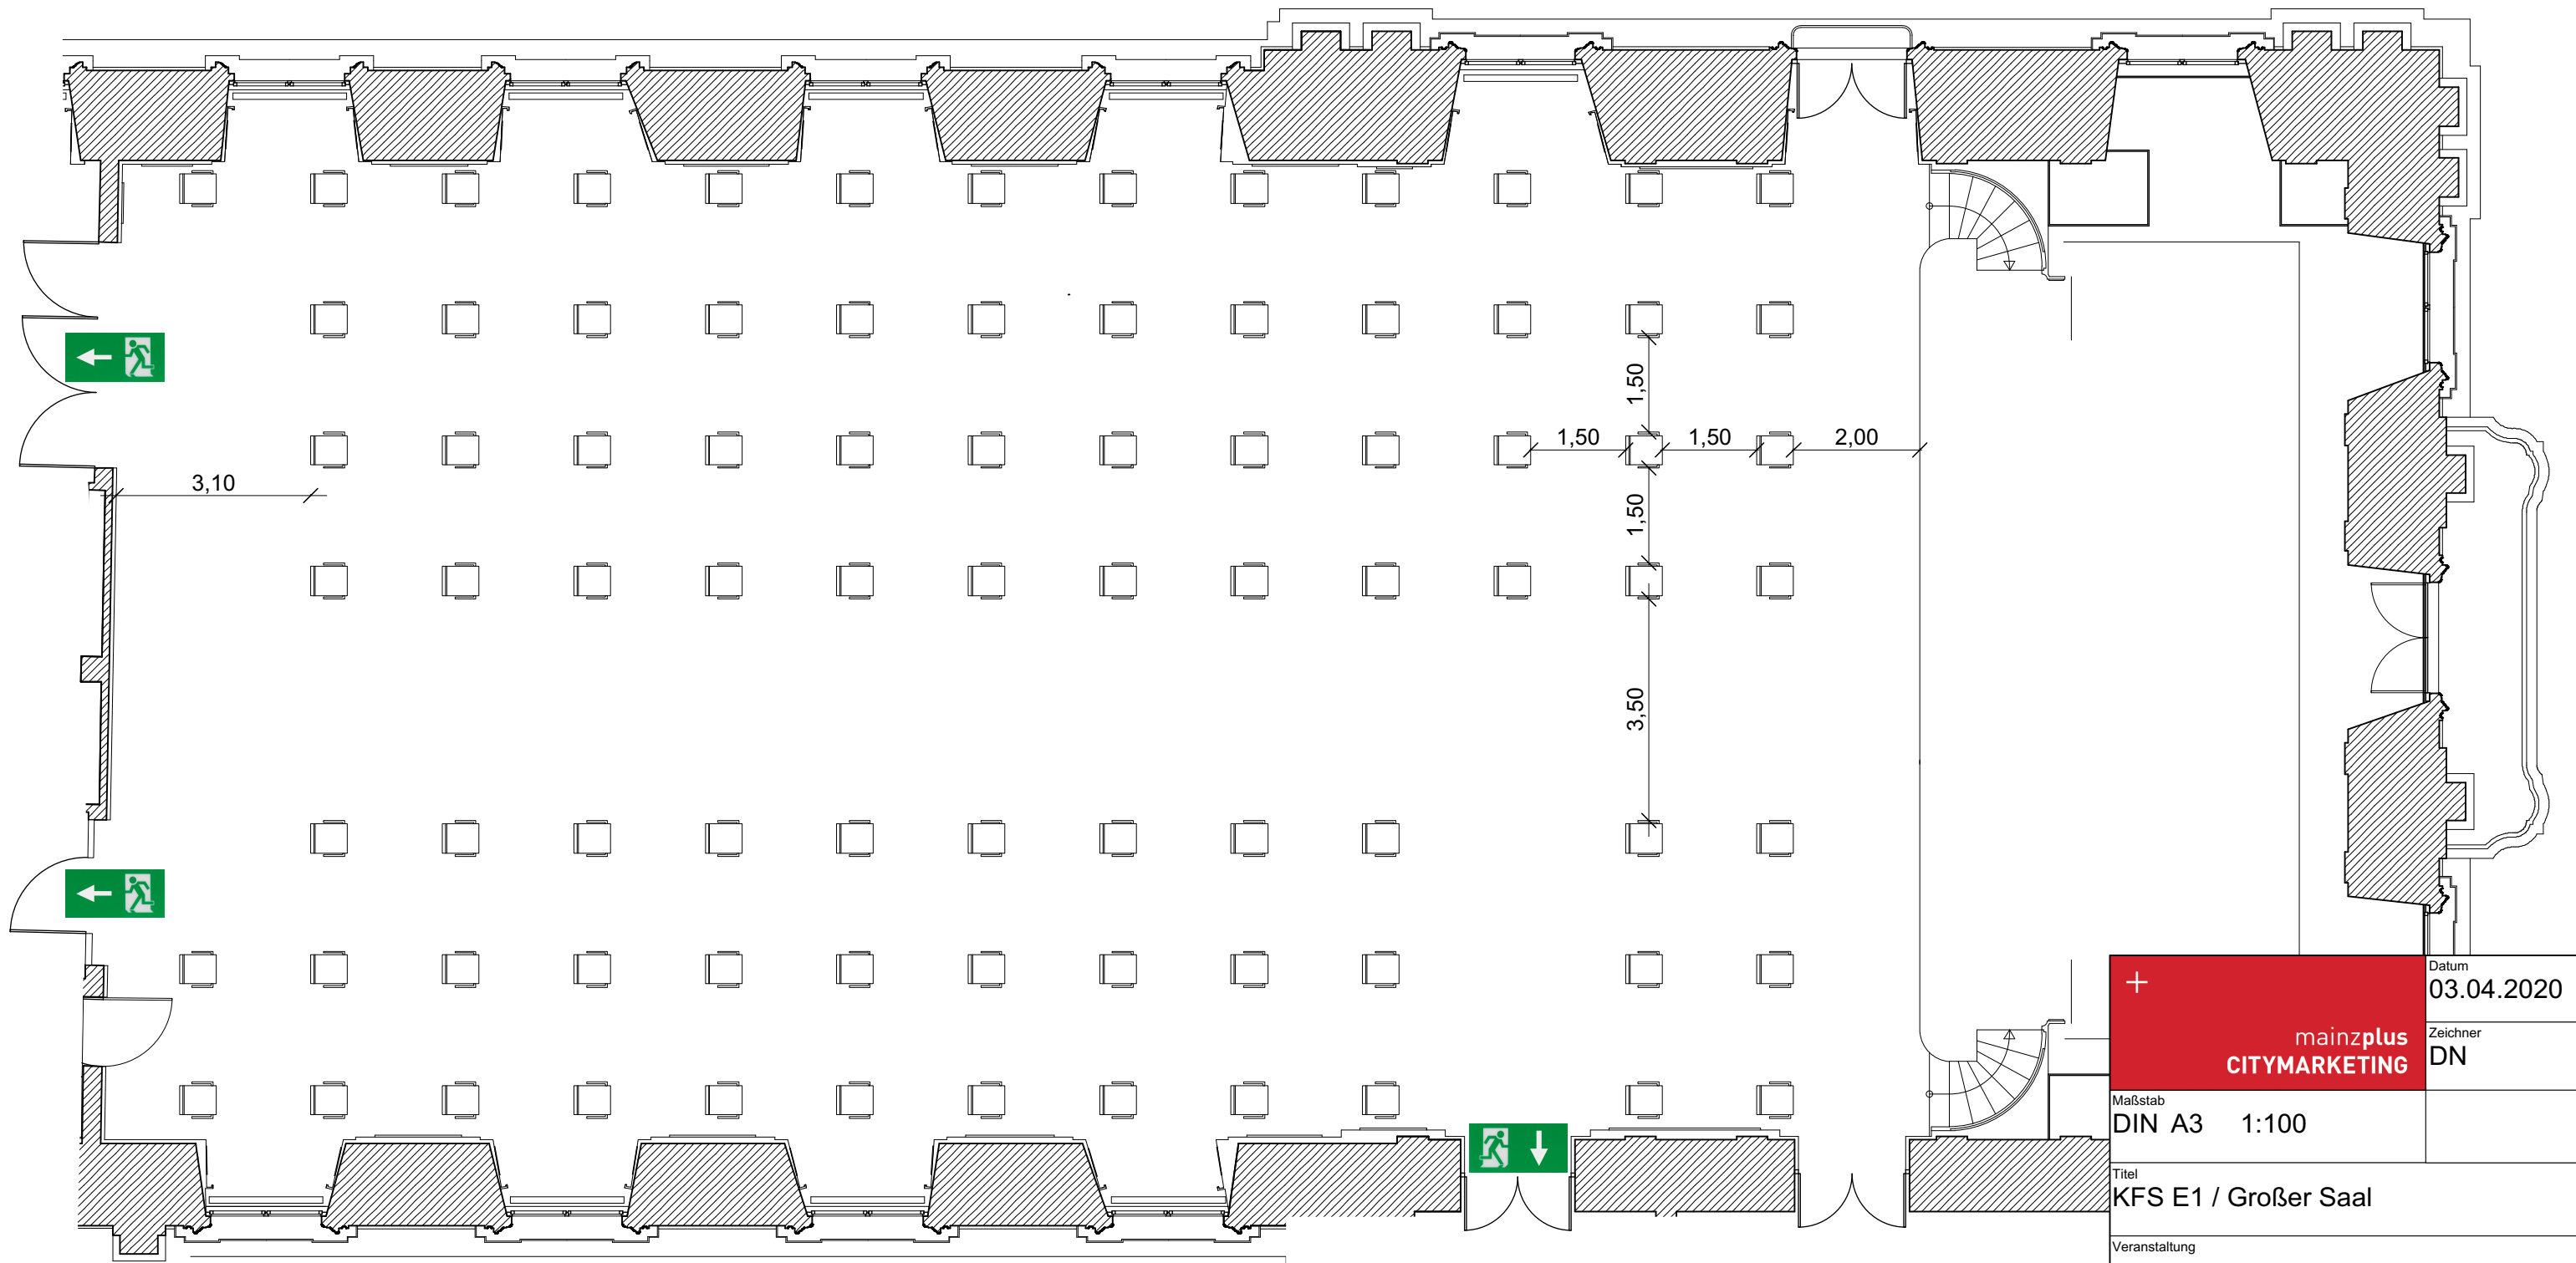 1,50
1,50
1,50
2,00
3,10
1,50
3,50
mainzplus
CITYMARKETING
Datum
03.04.2020
Zeichner
DN
Maßstab
DIN A3 1:100
Titel
KFS E1 / Großer Saal
Veranstaltung